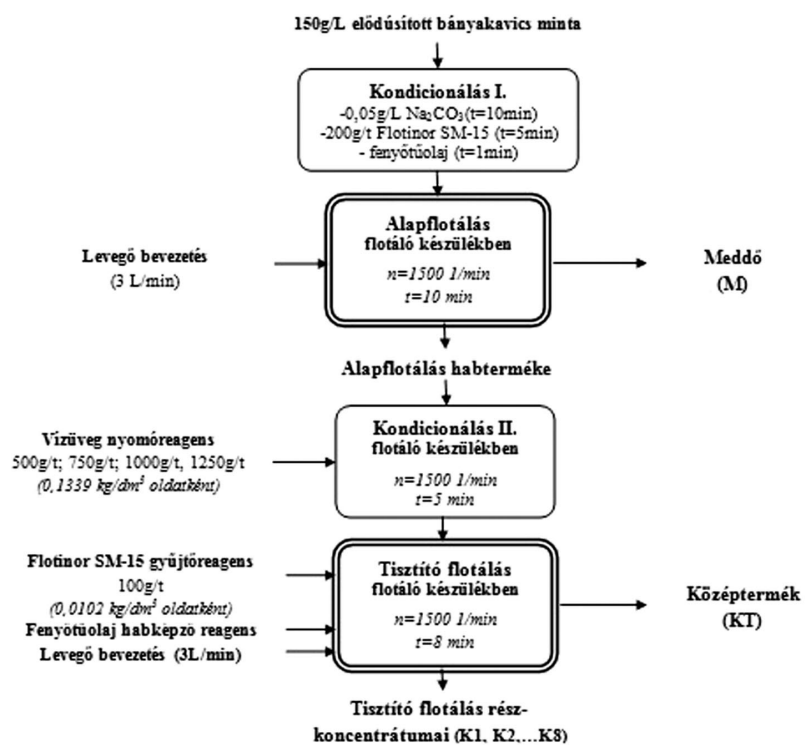 150g/L elődúsított bányakavics minta
Kondicionálás I.
-0,05g/L Na₂CO₃(t=10min)
-200g/t Flotinor SM-15 (t=5min)
- fenyőtűolaj (t=1min)
Alapflotálás
flotáló készülékben
n=1500 1/min
t=10 min
Levegő bevezetés
(3 L/min)
Meddő
(M)
Alapflotálás habterméke
Kondicionálás II.
flotáló készülékben
n=1500 1/min
t=5 min
Vízüveg nyomóreagens
500g/t; 750g/t; 1000g/t, 1250g/t
(0,1339 kg/dm³ oldatként)
Flotinor SM-15 gyűjtőreagens
100g/t
(0,0102 kg/dm³ oldatként)
Fenyőtűolaj habképző reagens
Levegő bevezetés (3L/min)
Tisztító flotálás
flotáló készülékben
n=1500 1/min
t=8 min
Középtermék
(KT)
Tisztító flotálás rész-
koncentrátumai (K1, K2,...K8)